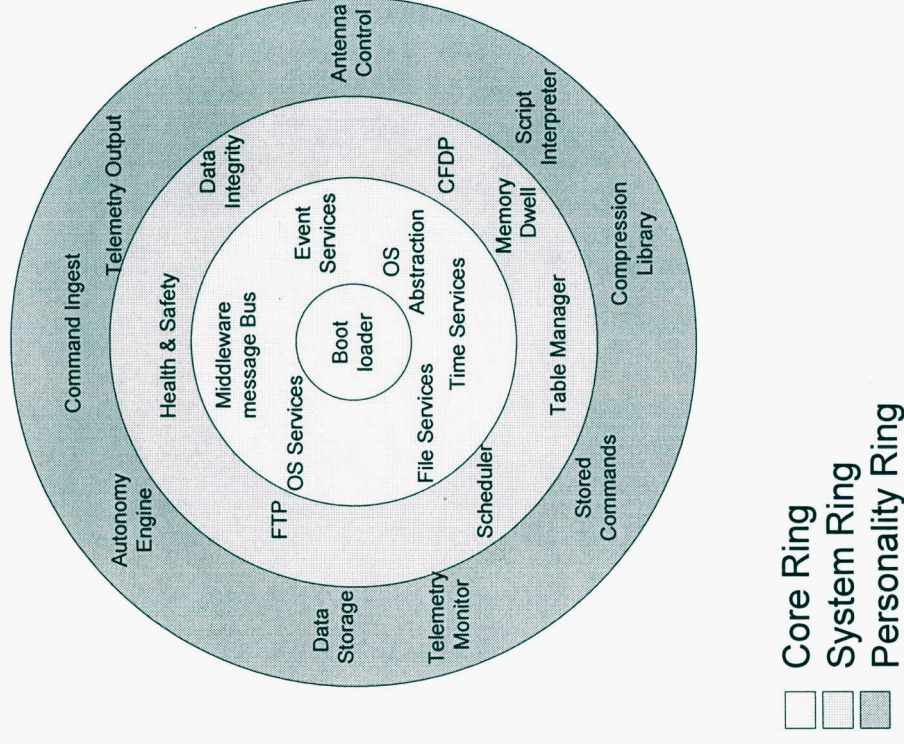 Antenna
Control
Telemetry Output
Command Ingest
Autonomy
Engine
Data
Storage
Telemetry
Monitor
Stored
Commands
Compression
Library
Script
Interpreter
Data
Integrity
Health & Safety
FTP
Scheduler
Table Manager
Memory
Dwell
CFDP
Event
Services
Middleware
message Bus
OS Services
File Services
Time Services
OS
Abstraction
Boot
loader
Core Ring
System Ring
Personality Ring